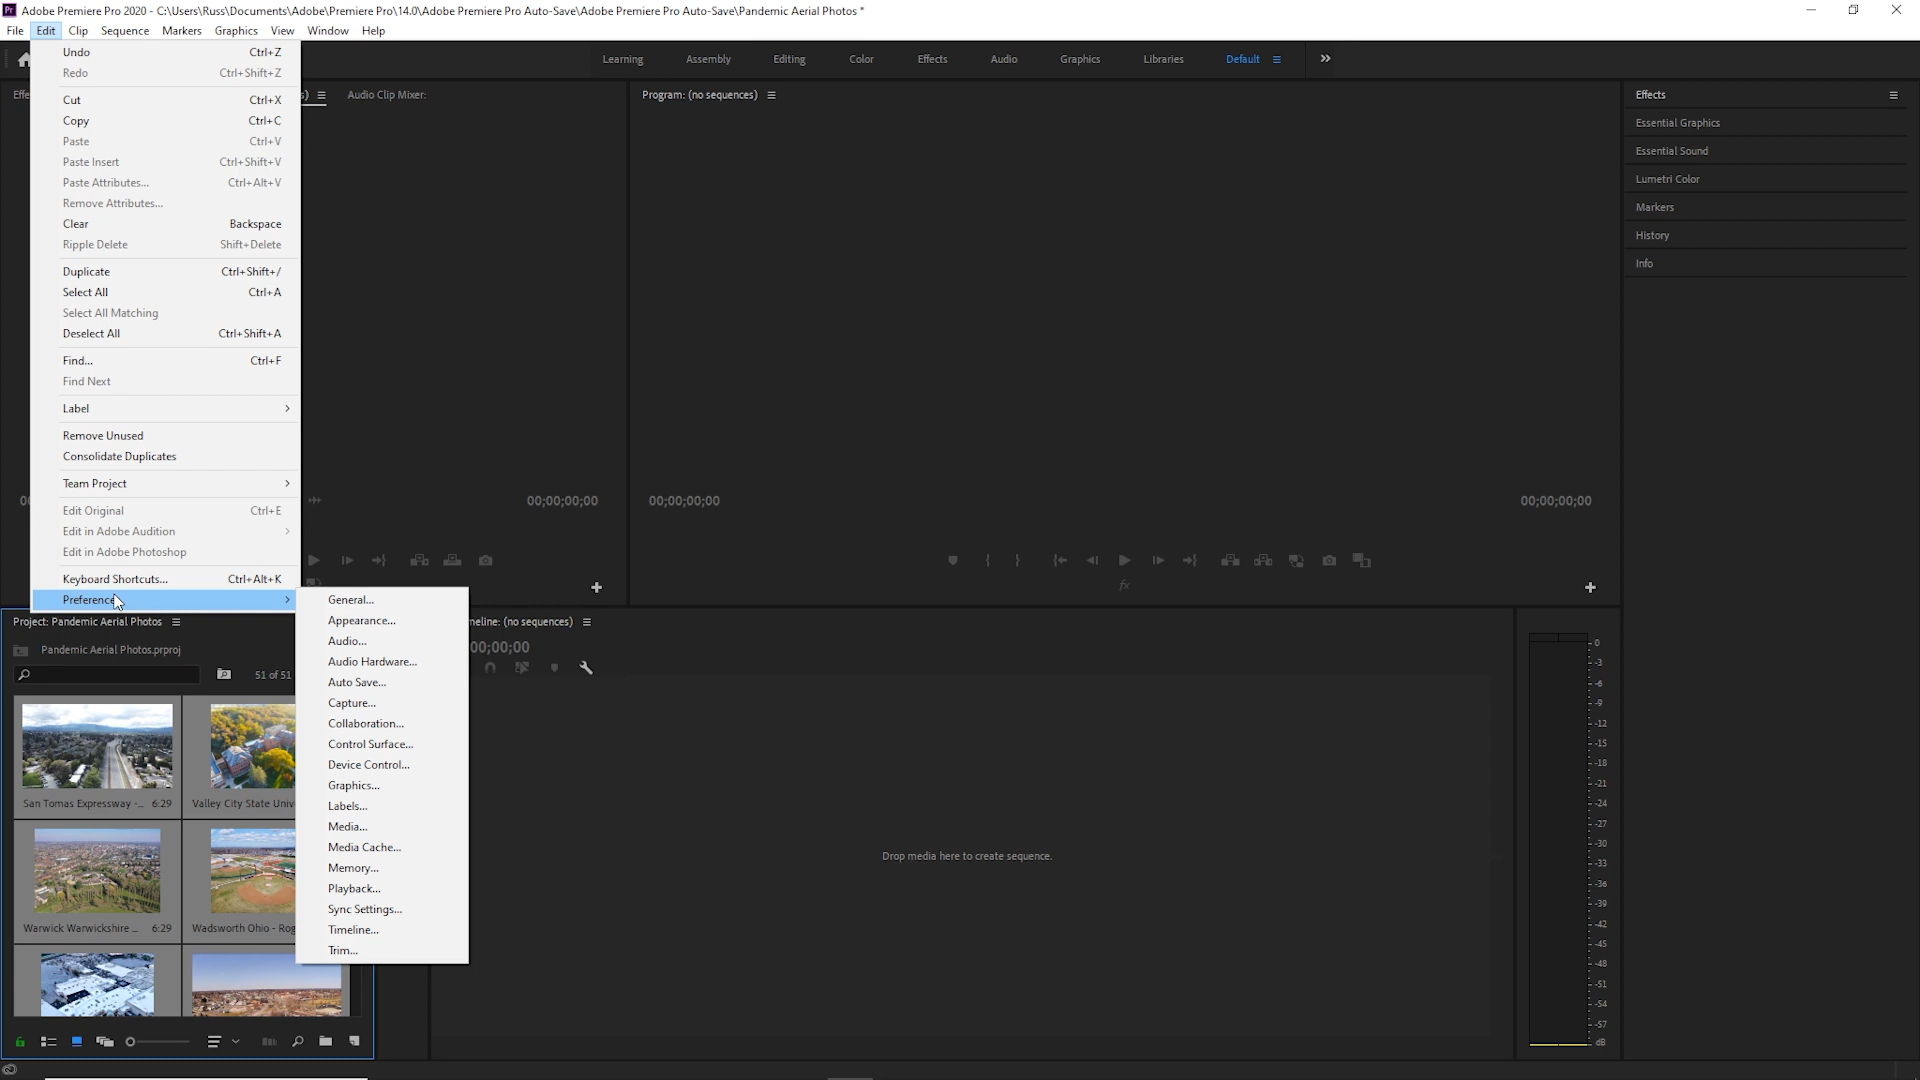 Pr Adobe Premiere Pro 2020 - C:\Users\Russ\Documents\Adobe\Premiere Pro\14.0\Adobe Premiere Pro Auto-Save\Adobe Premiere Pro Auto-Save\Pandemic Aerial Photos *
File Edit Clip Sequence Markers Graphics View Window Help
Learning Assembly Editing Color Effects Audio Graphics Libraries Default
Undo Ctrl+Z
Redo Ctrl+Shift+Z
Cut Ctrl+X
Copy Ctrl+C
Paste Ctrl+V
Paste Insert Ctrl+Shift+V
Paste Attributes... Ctrl+Alt+V
Remove Attributes...
Clear Backspace
Ripple Delete Shift+Delete
Duplicate Ctrl+Shift+/
Select All Ctrl+A
Select All Matching
Deselect All Ctrl+Shift+A
Find... Ctrl+F
Find Next
Label
Remove Unused
Consolidate Duplicates
Team Project
Edit Original Ctrl+E
Edit in Adobe Audition
Edit in Adobe Photoshop
Keyboard Shortcuts... Ctrl+Alt+K
Preference
General...
Appearance...
Audio...
Audio Hardware...
Auto Save...
Capture...
Collaboration...
Control Surface...
Device Control...
Graphics...
Labels...
Media...
Media Cache...
Memory...
Playback...
Sync Settings...
Timeline...
Trim...
Effe s) Audio Clip Mixer:
00 00;00;00;00
Program: (no sequences)
00;00;00;00 00;00;00;00
fx
Effects
Essential Graphics
Essential Sound
Lumetri Color
Markers
History
Info
Project: Pandemic Aerial Photos
Pandemic Aerial Photos.prproj
51 of 51
San Tomas Expressway -... 6:29 Valley City State Univ
Warwick Warwickshire ... 6:29 Wadsworth Ohio - Rog
meline: (no sequences)
00;00;00
Drop media here to create sequence.
0
-3
-6
-9
-12
-15
-18
-21
-24
-27
-30
-33
-36
-39
-42
-45
-48
-51
-54
-57
dB